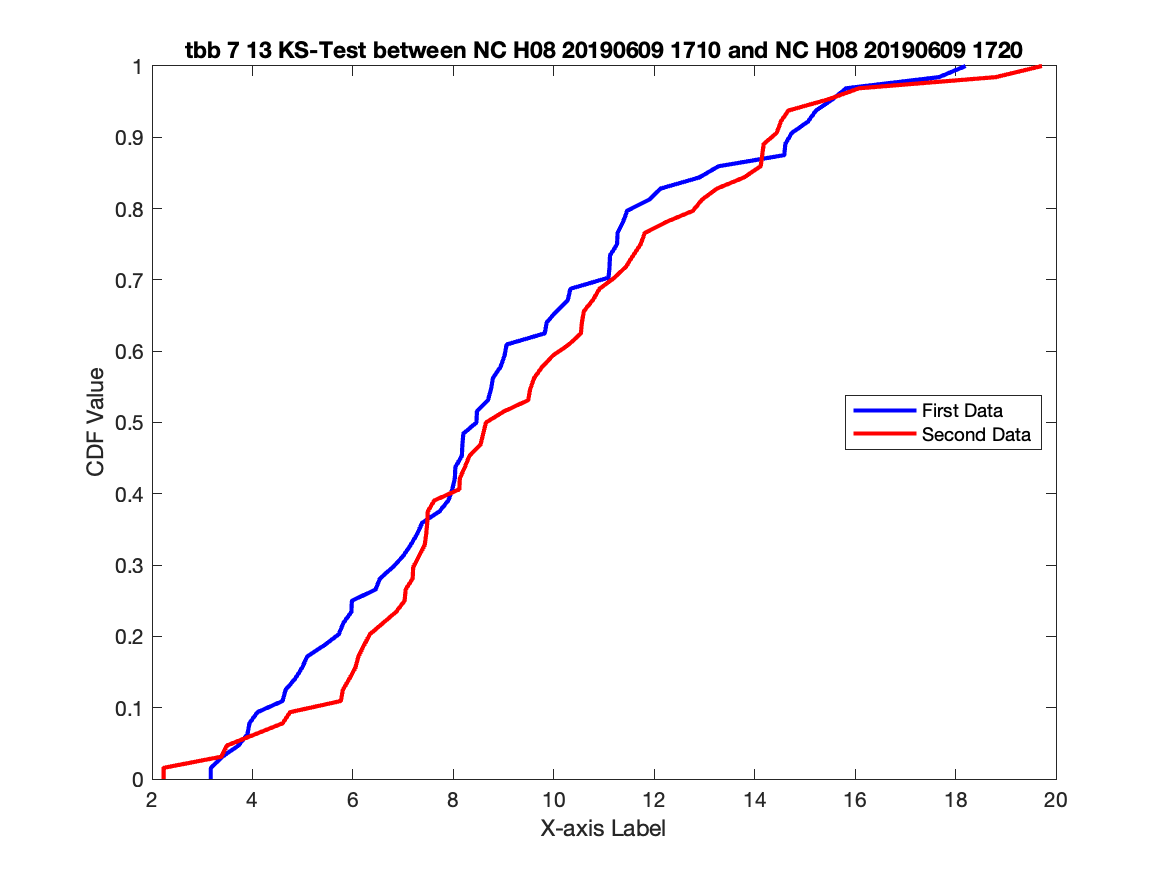 tbb 7 13 KS-Test between NC H08 20190609 1710 and NC H08 20190609 1720
1
0.9
0.8
0.7
0.6
0.5
0.4
0.3
0.2
0.1
0
CDF Value
First Data
Second Data
2 4 6 8 10 12 14 16 18 20
X-axis Label